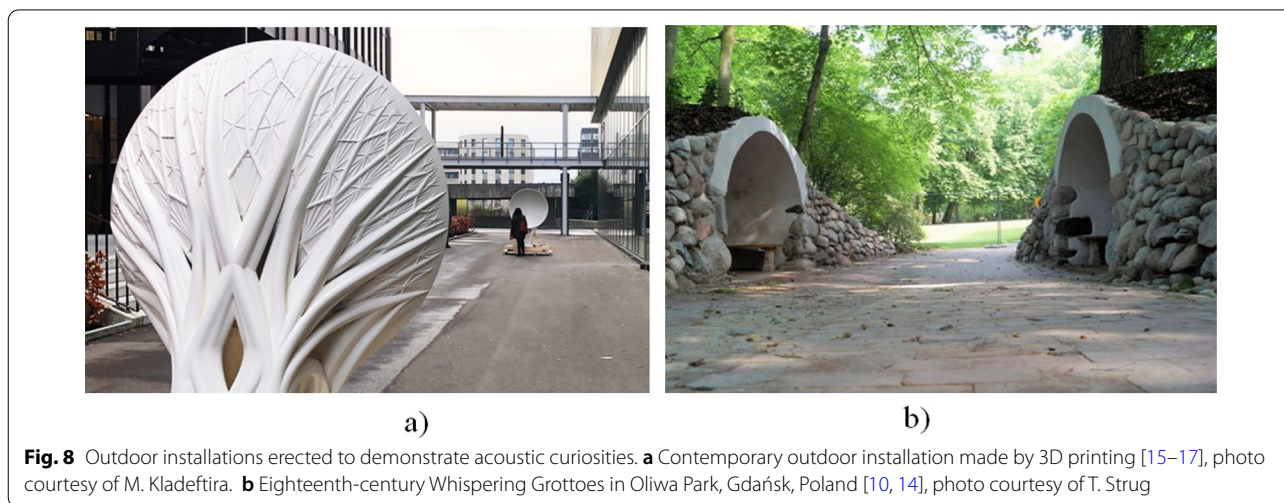 a)
b)
Fig. 8 Outdoor installations erected to demonstrate acoustic curiosities. a Contemporary outdoor installation made by 3D printing [15–17], photo
courtesy of M. Kladeftira. b Eighteenth-century Whispering Grottoes in Oliwa Park, Gdańsk, Poland [10, 14], photo courtesy of T. Strug